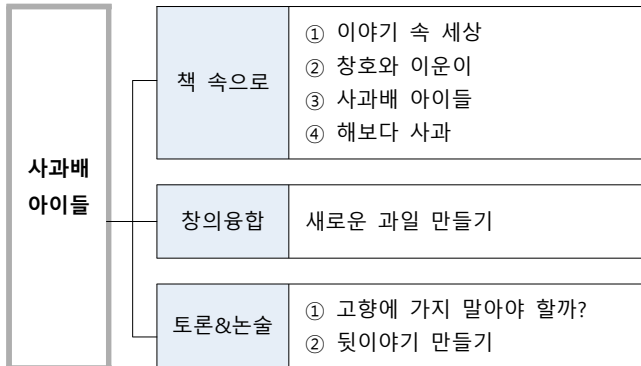 사과배
아이들
책 속으로
① 이야기 속 세상
② 창호와 이운이
③ 사과배 아이들
④ 해보다 사과
창의융합
새로운 과일 만들기
토론&논술
① 고향에 가지 말아야 할까?
② 뒷이야기 만들기